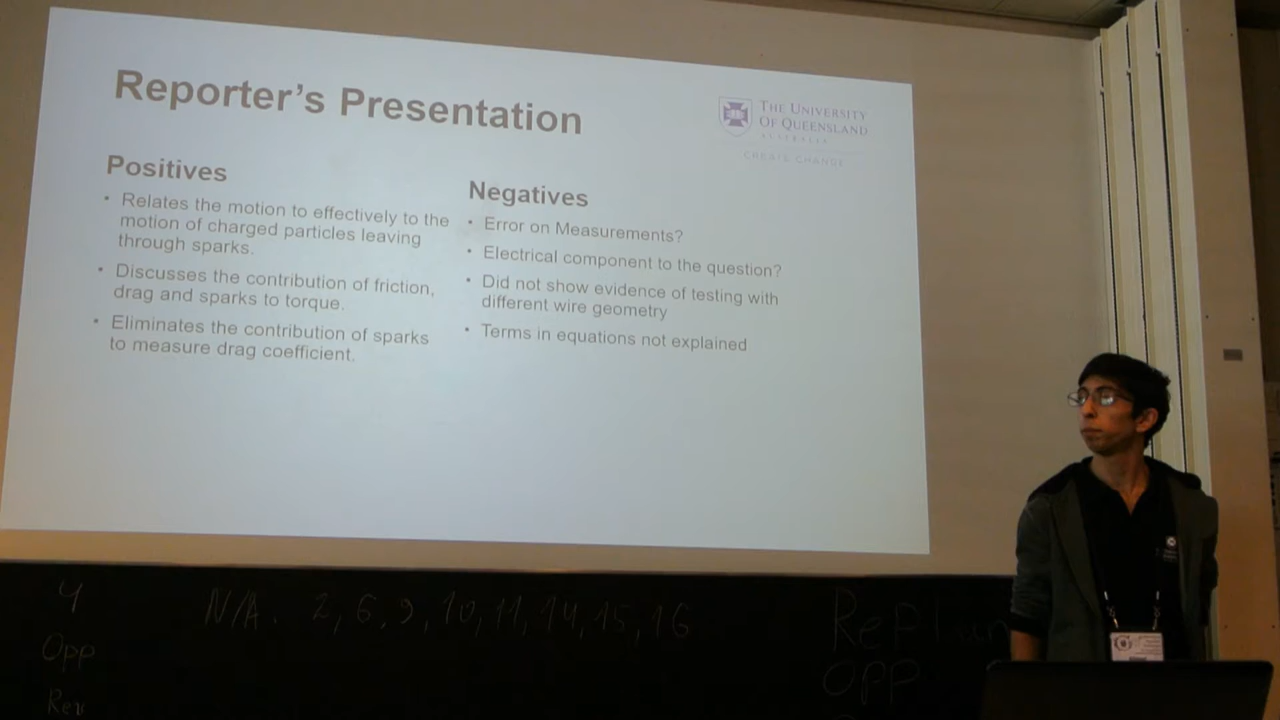 Reporter's Presentation
THE UNIVERSITY
OF QUEENSLAND
AUSTRALIA
CREATE CHANGE
Positives
• Relates the motion to effectively to the
motion of charged particles leaving
through sparks.
• Discusses the contribution of friction,
drag and sparks to torque.
• Eliminates the contribution of sparks
to measure drag coefficient.
Negatives
• Error on Measurements?
• Electrical component to the question?
• Did not show evidence of testing with
different wire geometry
• Terms in equations not explained
4
N/A. 2, 6, 9, 10, 11, 14, 15, 16
Opp
Rev
Rep
Opp